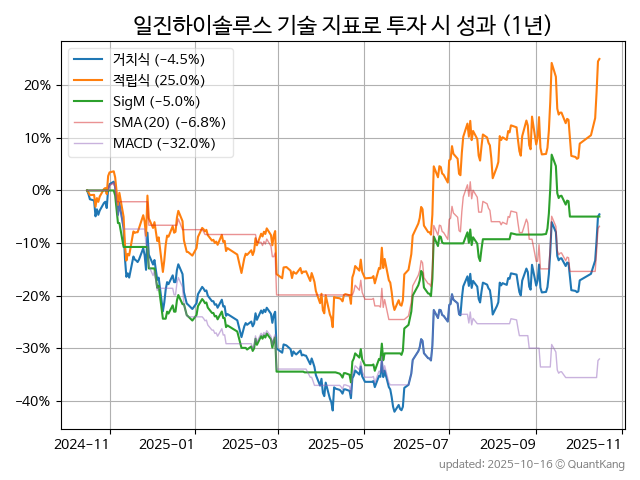 일진하이솔루스 기술 지표로 투자 시 성과 (1년)
거치식 (−4.5%)
적립식 (25.0%)
SigM (−5.0%)
SMA(20) (−6.8%)
MACD (−32.0%)
20%
10%
0%
−10%
−20%
−30%
−40%
2024-11 2025-01 2025-03 2025-05 2025-07 2025-09 2025-11
updated: 2025-10-16 © QuantKang